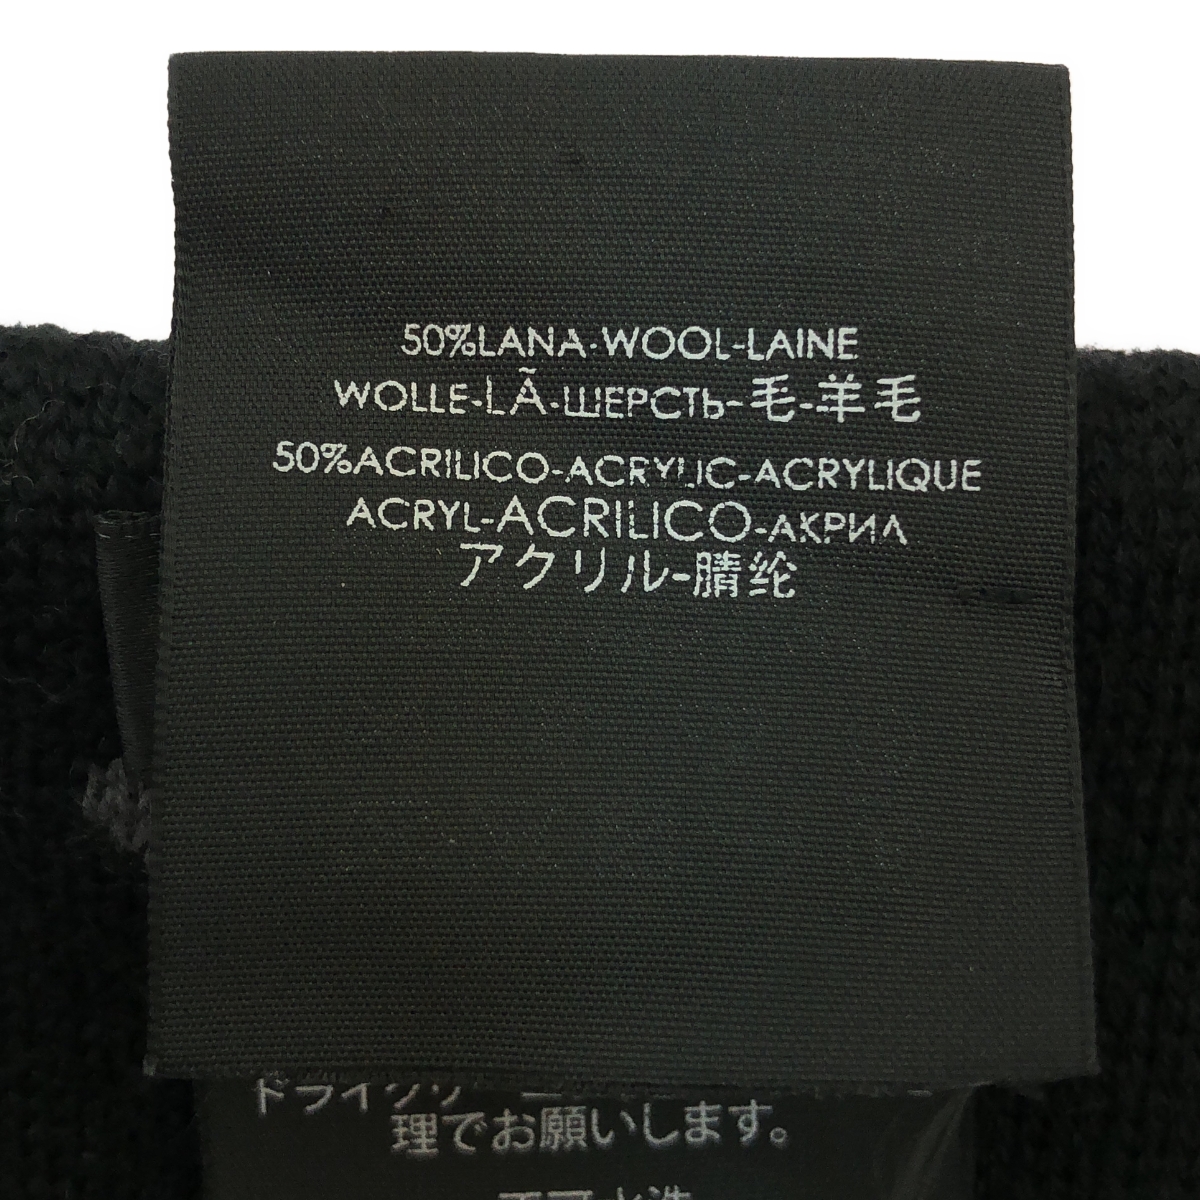 50%LANA-WOOL-LAINE
WOLLE-LÃ-ШЕРСТЬ-毛-羊毛
50%ACRILICO-ACRYLIC-ACRYLIQUE
ACRYL-ACRILICO-АКРИЛ
アクリル-腈纶
理でお願いします。